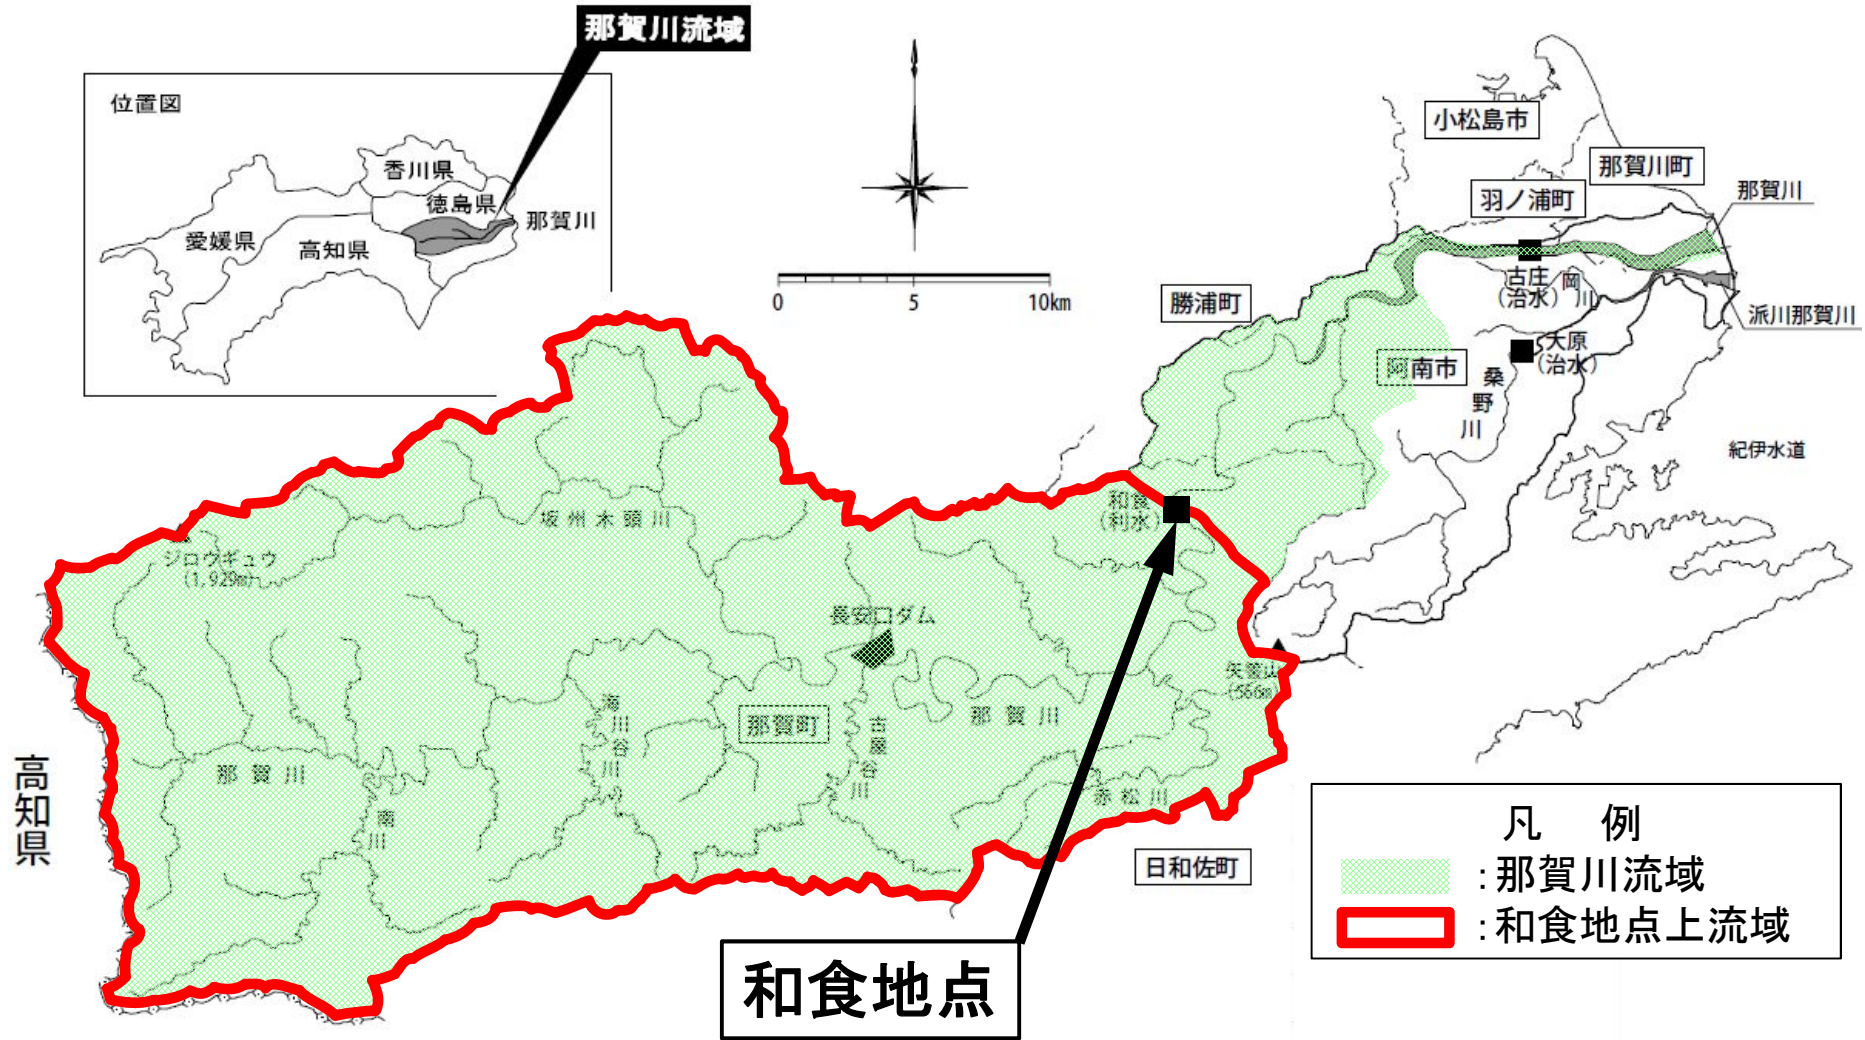 那賀川流域
位置図
香川県
徳島県
愛媛県
高知県
那賀川
0
5
10km
小松島市
那賀川町
羽ノ浦町
那賀川
古庄
(治水)
岡川
派川那賀川
大原
(治水)
勝浦町
阿南市
桑野川
紀伊水道
和食
(利水)
坂州木頭川
ジロウギュウ
(1,929m)
長安口ダム
矢筈山
(566m)
那賀町
那賀川
海川谷川
古屋谷川
那賀川
南川
赤松川
高知県
日和佐町
和食地点
凡 例
:那賀川流域
:和食地点上流域